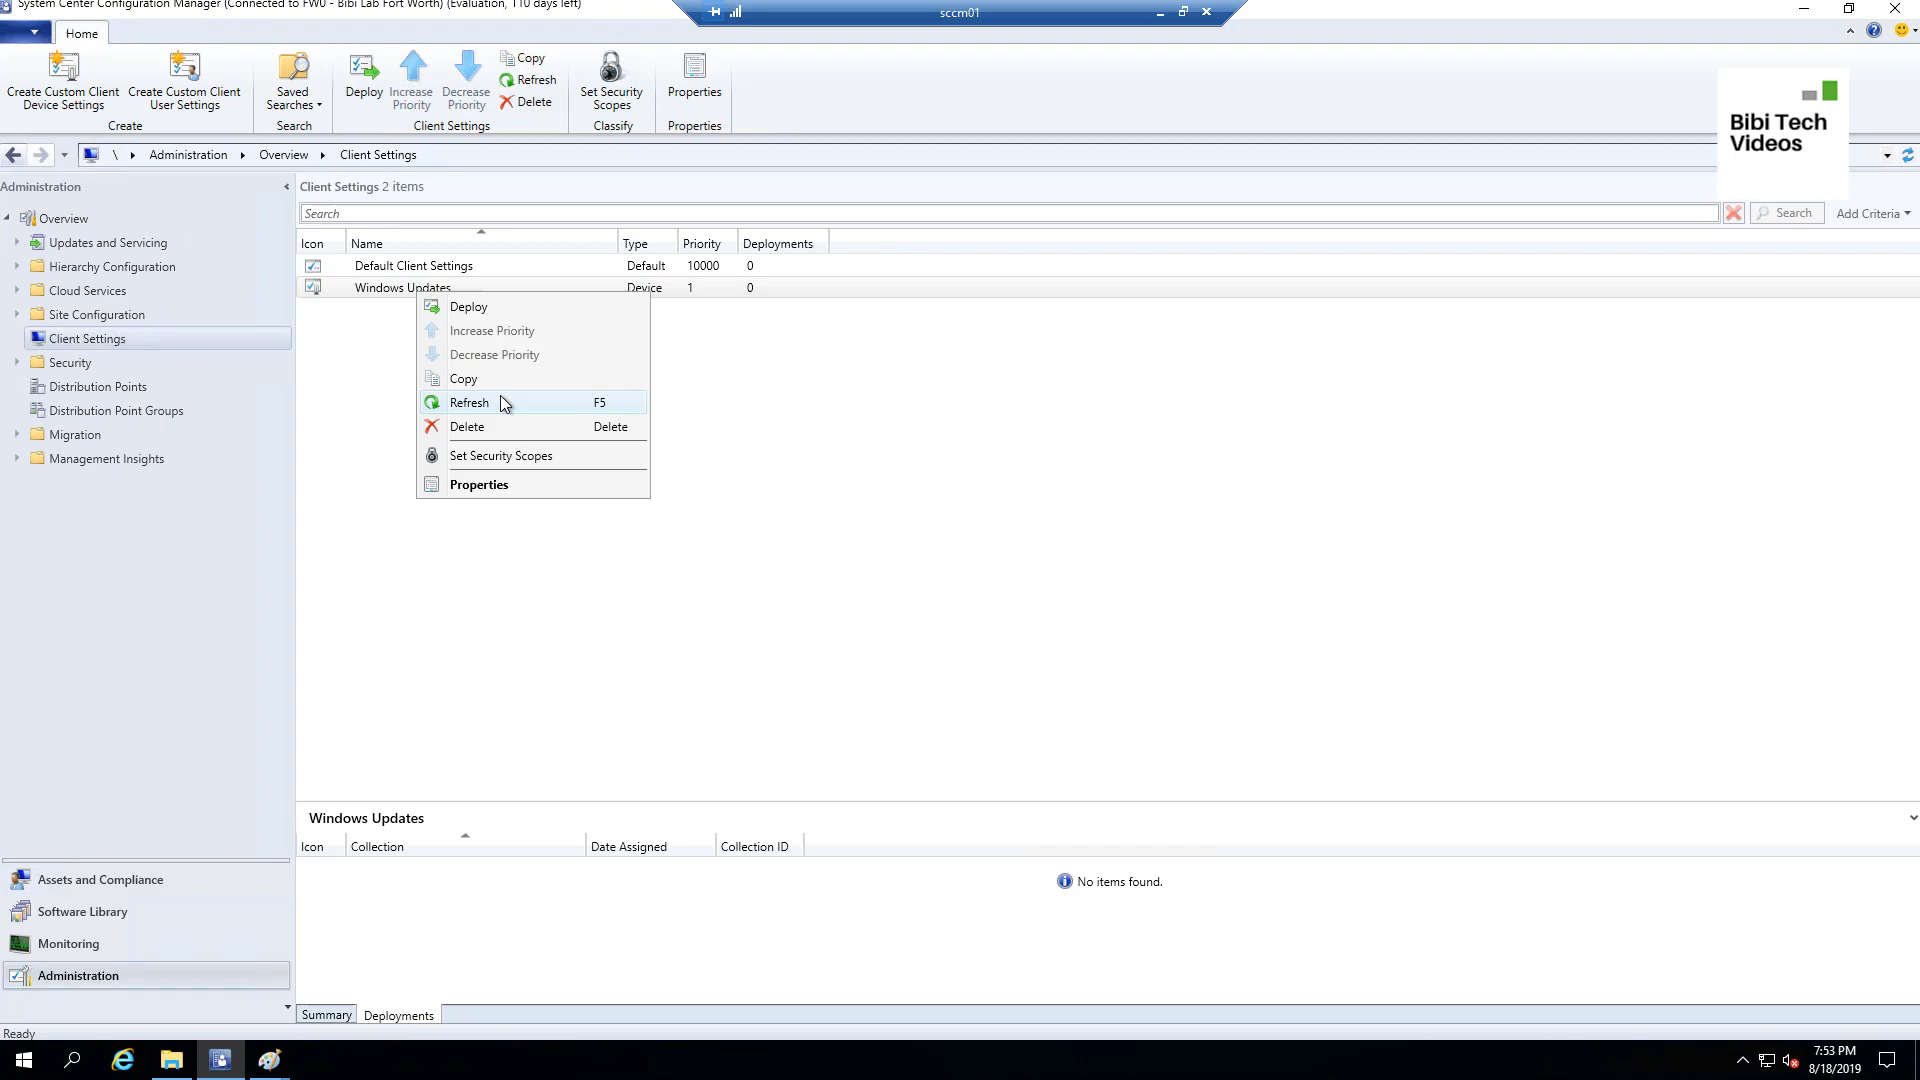 System Center Configuration Manager (Connected to FW0 - Bibi Lab Fort Worth) (Evaluation, 110 days left)
sccm01
Home
Create Custom Client
Device Settings
Create Custom Client
User Settings
Create
Saved
Searches
Search
Deploy
Increase
Priority
Decrease
Priority
Copy
Refresh
Delete
Client Settings
Set Security
Scopes
Classify
Properties
Properties
Bibi Tech
Videos
\ Administration Overview Client Settings
Administration
Overview
Updates and Servicing
Hierarchy Configuration
Cloud Services
Site Configuration
Client Settings
Security
Distribution Points
Distribution Point Groups
Migration
Management Insights
Assets and Compliance
Software Library
Monitoring
Administration
Client Settings 2 items
Search
Search
Add Criteria
Icon Name Type Priority Deployments
Default Client Settings Default 10000 0
Windows Updates Device 1 0
Deploy
Increase Priority
Decrease Priority
Copy
Refresh F5
Delete Delete
Set Security Scopes
Properties
Windows Updates
Icon Collection Date Assigned Collection ID
No items found.
Summary Deployments
Ready
7:53 PM
8/18/2019